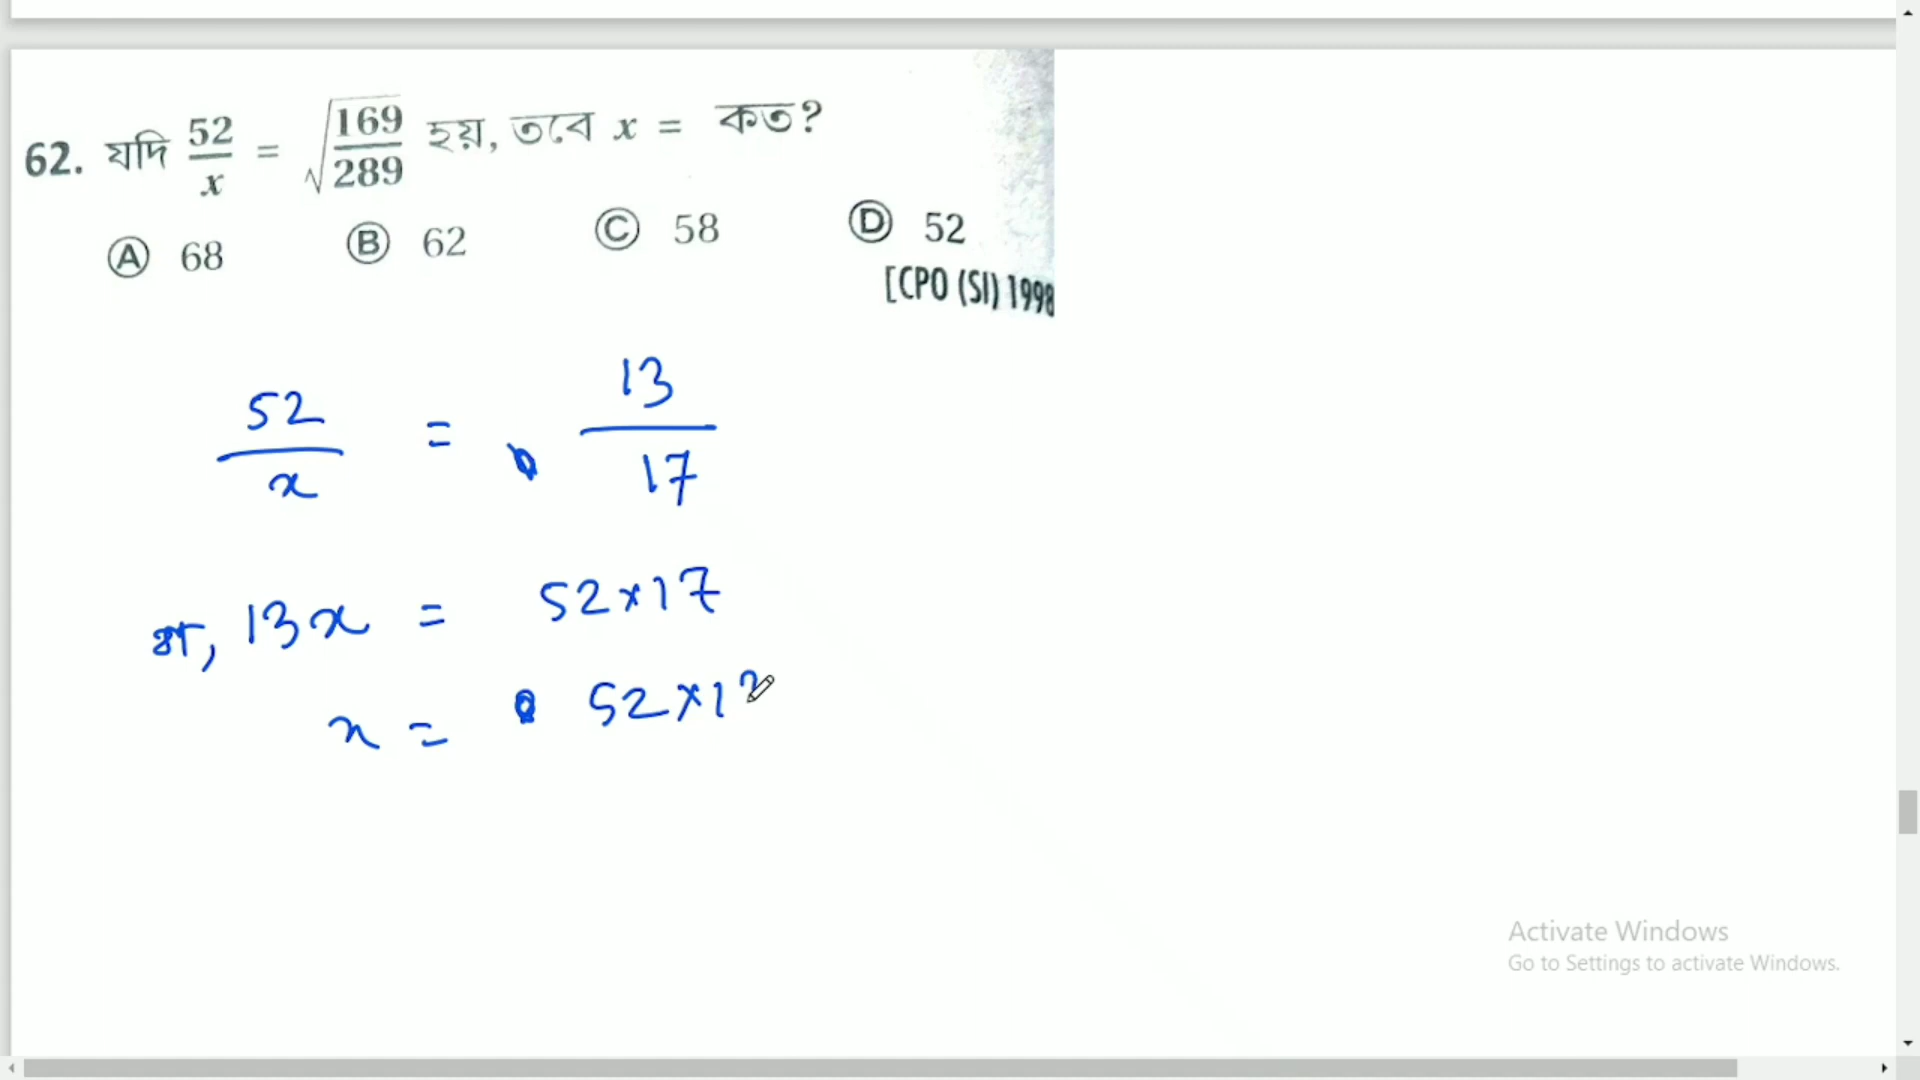 62. যদি 52/x = √169/289 হয়, তবে x = কত?
Ⓐ 68 Ⓑ 62 Ⓒ 58 Ⓓ 52
[CPO (SI) 1998
52/x = 13/17
বা, 13x = 52×17
x = 52×1
Activate Windows
Go to Settings to activate Windows.